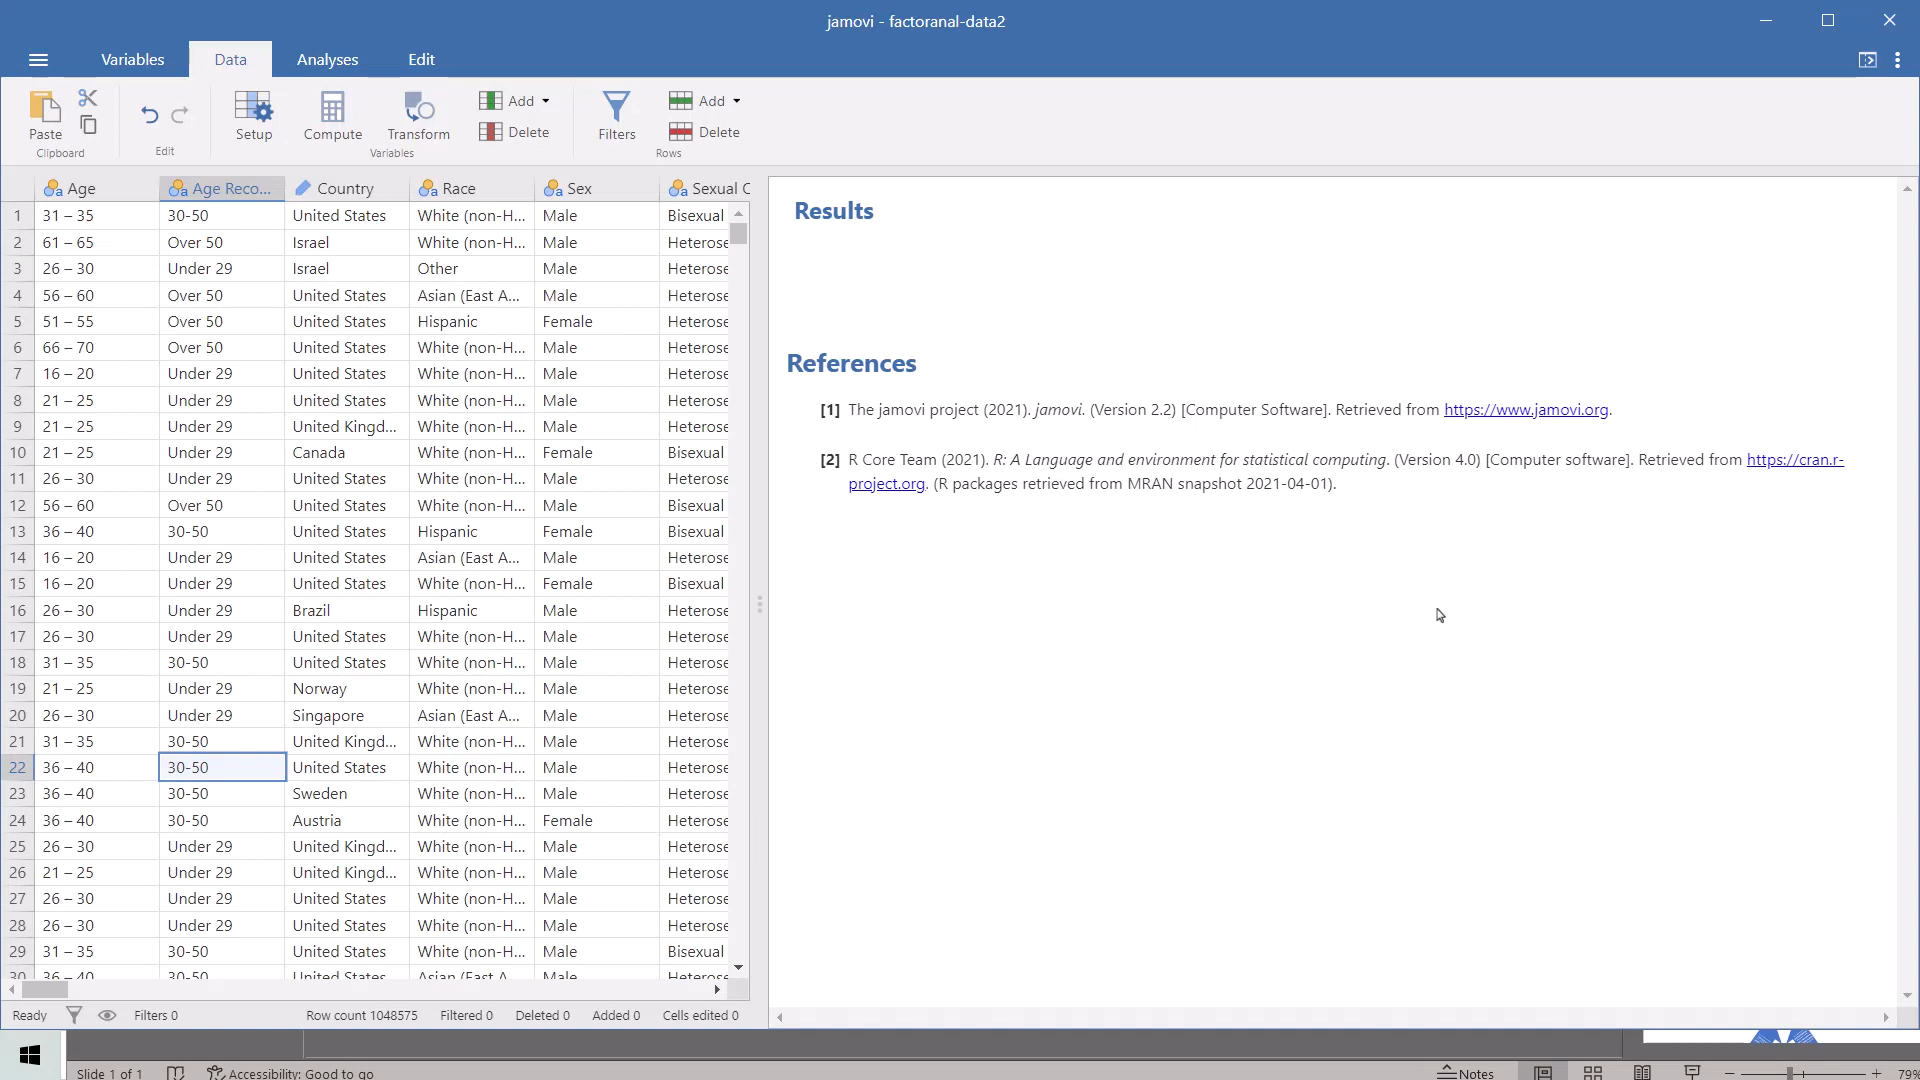 jamovi - factoranal-data2
Variables Data Analyses Edit
Paste
Clipboard
Edit
Setup Compute Transform
Add
Delete
Variables
Filters
Add
Delete
Rows
Age Age Reco... Country Race Sex Sexual C
1 31 – 35 30-50 United States White (non-H... Male Bisexual
2 61 – 65 Over 50 Israel White (non-H... Male Heterose
3 26 – 30 Under 29 Israel Other Male Heterose
4 56 – 60 Over 50 United States Asian (East A... Male Heterose
5 51 – 55 Over 50 United States Hispanic Female Heterose
6 66 – 70 Over 50 United States White (non-H... Male Heterose
7 16 – 20 Under 29 United States White (non-H... Male Heterose
8 21 – 25 Under 29 United States White (non-H... Male Heterose
9 21 – 25 Under 29 United Kingd... White (non-H... Male Heterose
10 21 – 25 Under 29 Canada White (non-H... Female Bisexual
11 26 – 30 Under 29 United States White (non-H... Male Heterose
12 56 – 60 Over 50 United States White (non-H... Male Bisexual
13 36 – 40 30-50 United States Hispanic Female Bisexual
14 16 – 20 Under 29 United States Asian (East A... Male Heterose
15 16 – 20 Under 29 United States White (non-H... Female Bisexual
16 26 – 30 Under 29 Brazil Hispanic Male Heterose
17 26 – 30 Under 29 United States White (non-H... Male Heterose
18 31 – 35 30-50 United States White (non-H... Male Heterose
19 21 – 25 Under 29 Norway White (non-H... Male Heterose
20 26 – 30 Under 29 Singapore Asian (East A... Male Heterose
21 31 – 35 30-50 United Kingd... White (non-H... Male Heterose
22 36 – 40 30-50 United States White (non-H... Male Heterose
23 36 – 40 30-50 Sweden White (non-H... Male Heterose
24 36 – 40 30-50 Austria White (non-H... Female Heterose
25 26 – 30 Under 29 United Kingd... White (non-H... Male Heterose
26 21 – 25 Under 29 United Kingd... White (non-H... Male Heterose
27 26 – 30 Under 29 United States White (non-H... Male Heterose
28 26 – 30 Under 29 United States White (non-H... Male Heterose
29 31 – 35 30-50 United States White (non-H... Male Bisexual
30 36 – 40 30-50 United States Asian (East A Male Heterose
Ready Filters 0 Row count 1048575 Filtered 0 Deleted 0 Added 0 Cells edited 0
Results
References
[1] The jamovi project (2021). jamovi. (Version 2.2) [Computer Software]. Retrieved from https://www.jamovi.org.
[2] R Core Team (2021). R: A Language and environment for statistical computing. (Version 4.0) [Computer software]. Retrieved from https://cran.r-
project.org. (R packages retrieved from MRAN snapshot 2021-04-01).
Slide 1 of 1 Accessibility: Good to go Notes 79%